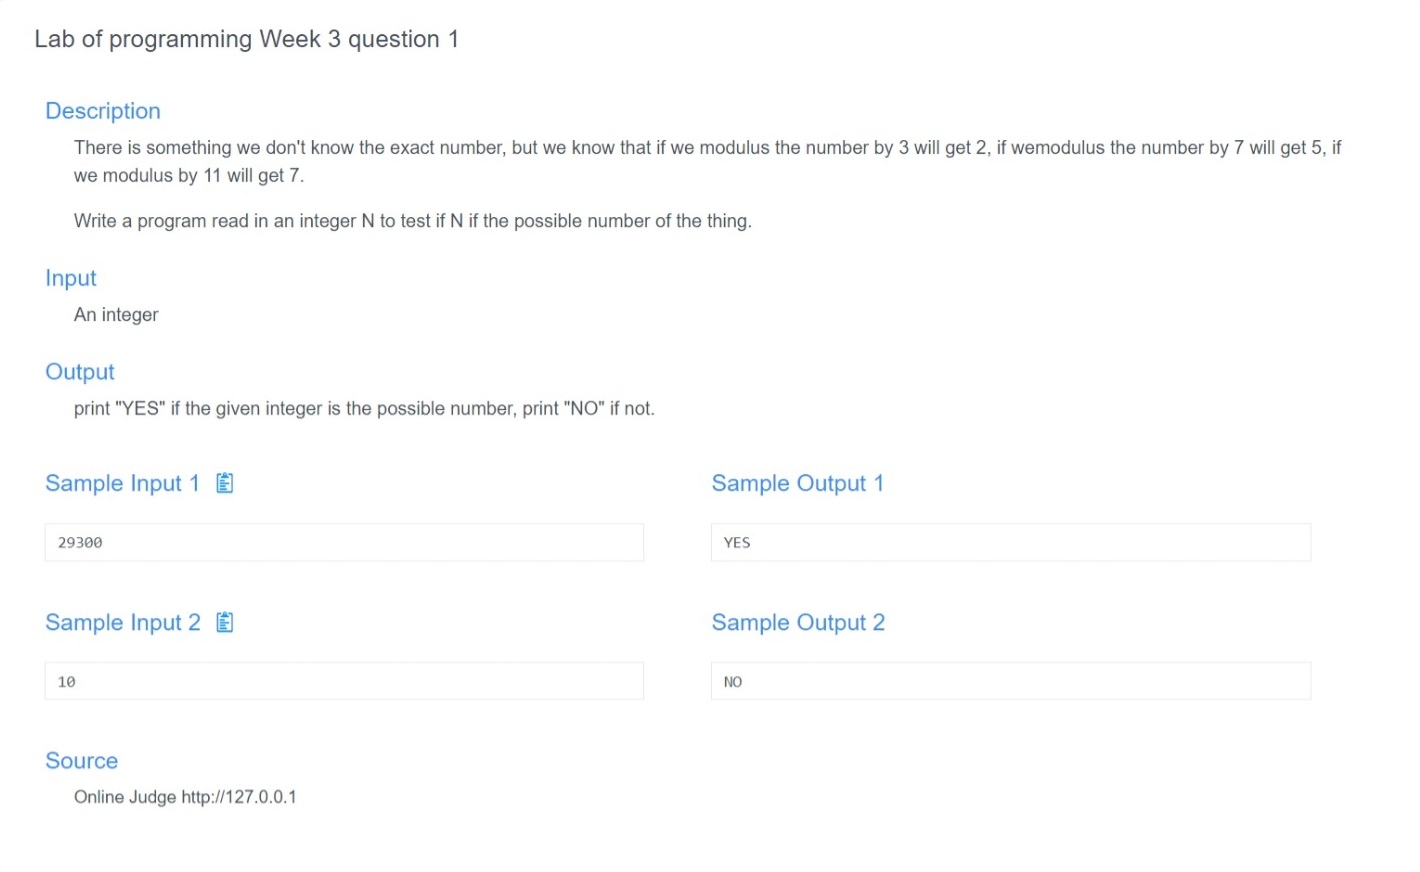 Lab of programming Week 3 question 1
Description
There is something we don't know the exact number, but we know that if we modulus the number by 3 will get 2, if wemodulus the number by 7 will get 5, if
we modulus by 11 will get 7.
Write a program read in an integer N to test if N if the possible number of the thing.
Input
An integer
Output
print "YES" if the given integer is the possible number, print "NO" if not.
Sample Input 1
Sample Output 1
29300
YES
Sample Input 2
Sample Output 2
10
NO
Source
Online Judge http://127.0.0.1